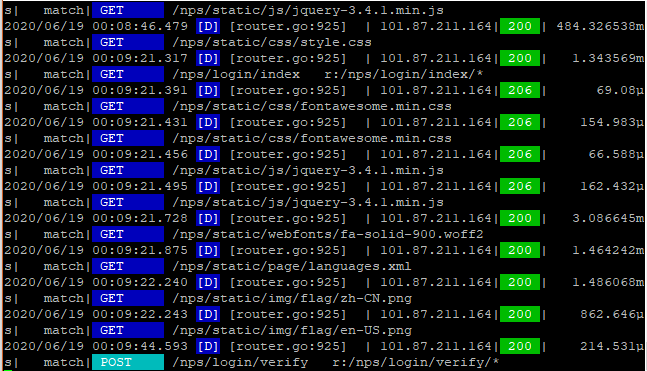 s|   match| GET      /nps/static/js/jquery-3.4.1.min.js
2020/06/19 00:08:46.479 [D] [router.go:925]  | 101.87.211.164| 200 | 484.326538m
s|   match| GET      /nps/static/css/style.css
2020/06/19 00:09:21.317 [D] [router.go:925]  | 101.87.211.164| 200 |   1.343569m
s|   match| GET      /nps/login/index   r:/nps/login/index/*
2020/06/19 00:09:21.391 [D] [router.go:925]  | 101.87.211.164| 206 |    69.08µ
s|   match| GET      /nps/static/css/fontawesome.min.css
2020/06/19 00:09:21.431 [D] [router.go:925]  | 101.87.211.164| 206 |   154.983µ
s|   match| GET      /nps/static/css/fontawesome.min.css
2020/06/19 00:09:21.456 [D] [router.go:925]  | 101.87.211.164| 206 |    66.588µ
s|   match| GET      /nps/static/js/jquery-3.4.1.min.js
2020/06/19 00:09:21.495 [D] [router.go:925]  | 101.87.211.164| 206 |   162.432µ
s|   match| GET      /nps/static/js/jquery-3.4.1.min.js
2020/06/19 00:09:21.728 [D] [router.go:925]  | 101.87.211.164| 200 |   3.086645m
s|   match| GET      /nps/static/webfonts/fa-solid-900.woff2
2020/06/19 00:09:21.875 [D] [router.go:925]  | 101.87.211.164| 200 |   1.464242m
s|   match| GET      /nps/static/page/languages.xml
2020/06/19 00:09:22.240 [D] [router.go:925]  | 101.87.211.164| 200 |   1.486068m
s|   match| GET      /nps/static/img/flag/zh-CN.png
2020/06/19 00:09:22.243 [D] [router.go:925]  | 101.87.211.164| 200 |   862.646µ
s|   match| GET      /nps/static/img/flag/en-US.png
2020/06/19 00:09:44.593 [D] [router.go:925]  | 101.87.211.164| 200 |   214.531µ
s|   match| POST     /nps/login/verify   r:/nps/login/verify/*